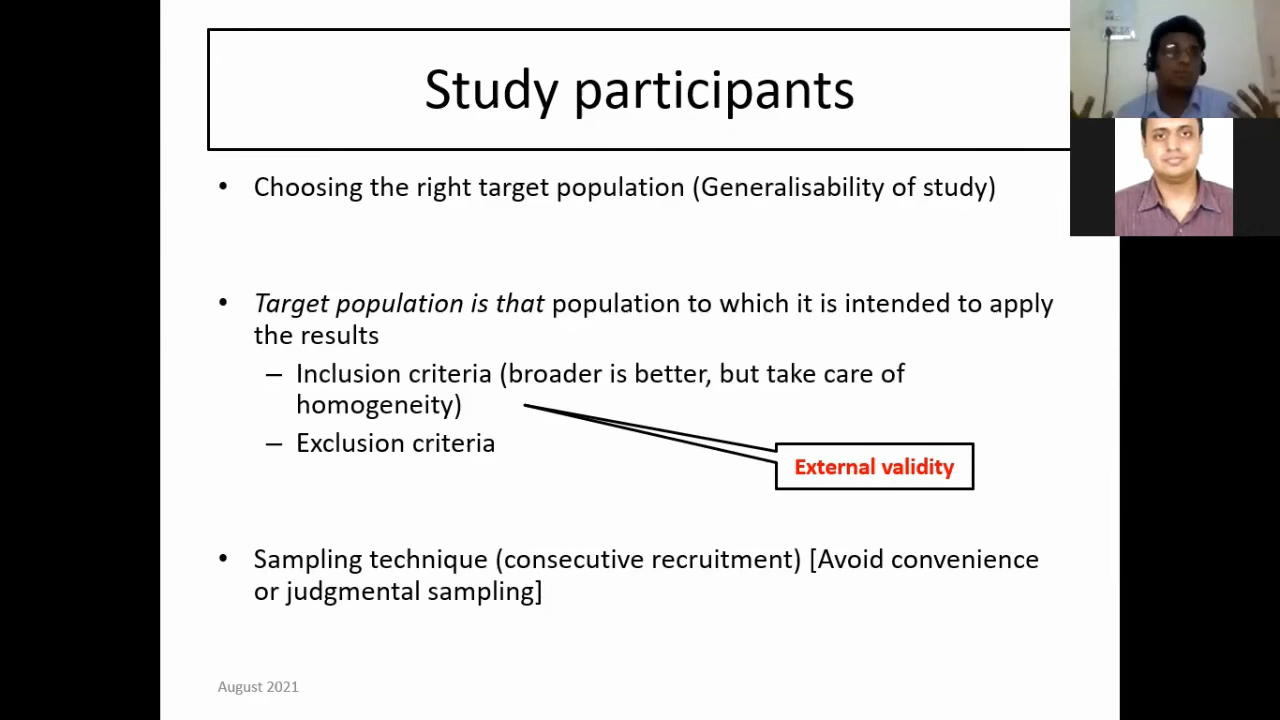 Study participants
• Choosing the right target population (Generalisability of study)
• Target population is that population to which it is intended to apply
the results
– Inclusion criteria (broader is better, but take care of
homogeneity)
– Exclusion criteria
External validity
• Sampling technique (consecutive recruitment) [Avoid convenience
or judgmental sampling]
August 2021